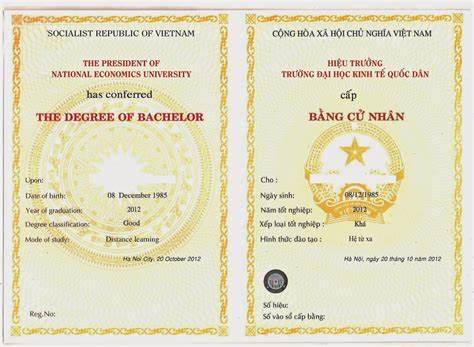 SOCIALIST REPUBLIC OF VIETNAM
THE PRESIDENT OF
NATIONAL ECONOMICS UNIVERSITY
has conferred
THE DEGREE OF BACHELOR
Upon:
Date of birth: 08 December 1985
Year of graduation: 2012
Degree classification: Good
Mode of study: Distance learning
Ha Noi City, 20 October 2012
Reg.No:
CỘNG HÒA XÃ HỘI CHỦ NGHĨA VIỆT NAM
HIỆU TRƯỞNG
TRƯỜNG ĐẠI HỌC KINH TẾ QUỐC DÂN
cấp
BẰNG CỬ NHÂN
Cho :
Ngày sinh: 08/12/1985
Năm tốt nghiệp: 2012
Xếp loại tốt nghiệp: Khá
Hình thức đào tạo : Hệ từ xa
Hà Nội, ngày 20 tháng 10 năm 2012
Số hiệu:
Số vào sổ cấp bằng: